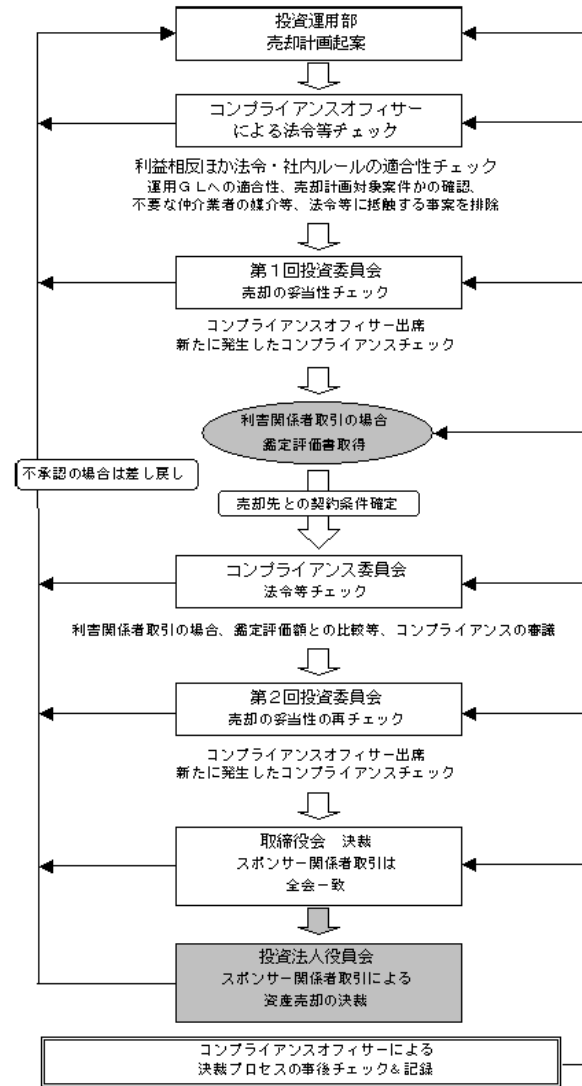 投資運用部
売却計画起案
コンプライアンスオフィサー
による法令等チェック
利益相反ほか法令・社内ルールの適合性チェック
運用ＧＬへの適合性、売却計画対象案件かの確認、
不要な仲介業者の媒介等、法令等に抵触する事案を排除
第１回投資委員会
売却の妥当性チェック
コンプライアンスオフィサー出席
新たに発生したコンプライアンスチェック
利害関係者取引の場合
鑑定評価書取得
不承認の場合は差し戻し
売却先との契約条件確定
コンプライアンス委員会
法令等チェック
利害関係者取引の場合、鑑定評価額との比較等、コンプライアンスの審議
第２回投資委員会
売却の妥当性の再チェック
コンプライアンスオフィサー出席
新たに発生したコンプライアンスチェック
取締役会　決裁
スポンサー関係者取引は
全会一致
投資法人役員会
スポンサー関係者取引による
資産売却の決裁
コンプライアンスオフィサーによる
決裁プロセスの事後チェック＆記録